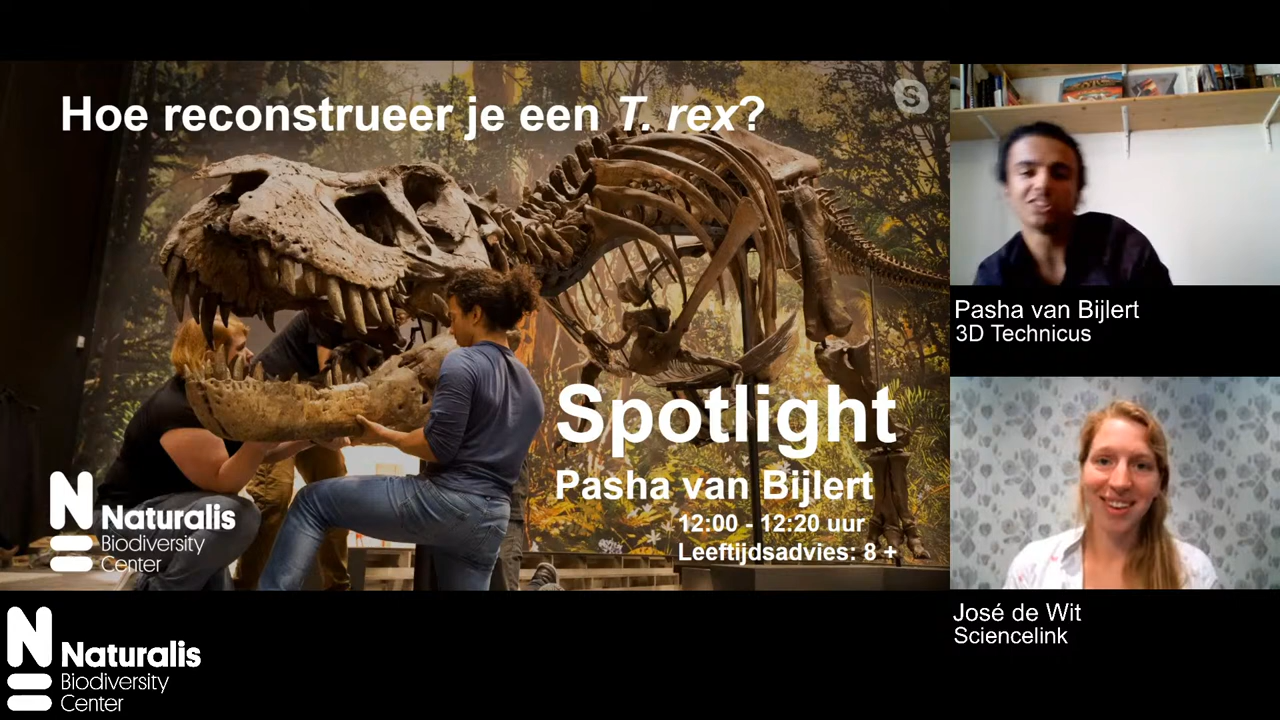 Hoe reconstrueer je een T. rex?
S
Spotlight
Pasha van Bijlert
12:00 - 12:20 uur
Leeftijdsadvies: 8 +
N Naturalis
Biodiversity
Center
Pasha van Bijlert
3D Technicus
José de Wit
Sciencelink
N Naturalis
Biodiversity
Center